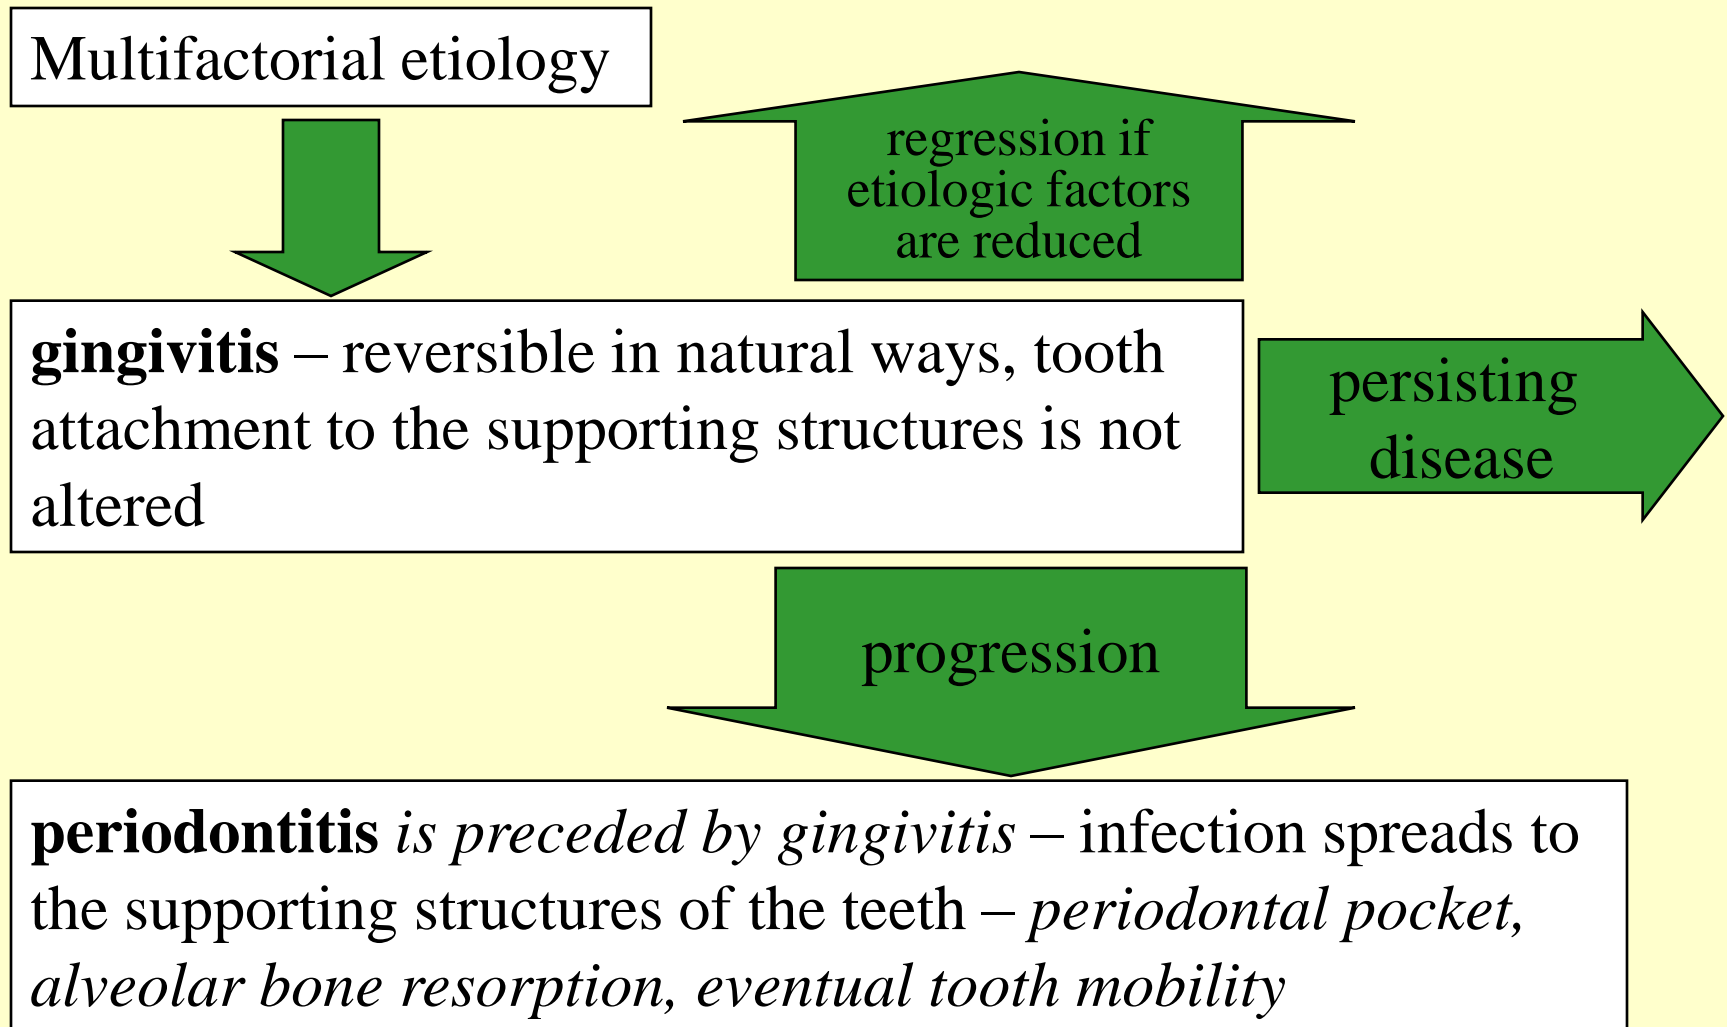 Multifactorial etiology
regression if
etiologic factors
are reduced
gingivitis – reversible in natural ways, tooth
attachment to the supporting structures is not
altered
persisting
disease
progression
periodontitis is preceded by gingivitis – infection spreads to
the supporting structures of the teeth – periodontal pocket,
alveolar bone resorption, eventual tooth mobility